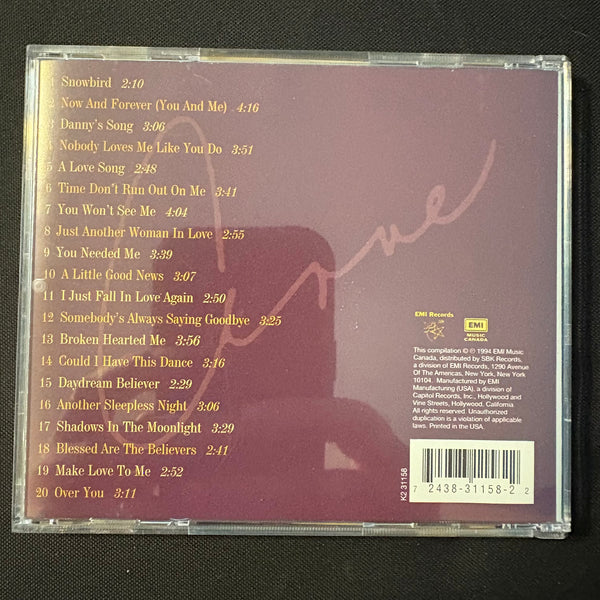 1 Snowbird 2:10
2 Now And Forever (You And Me) 4:16
3 Danny's Song 3:06
4 Nobody Loves Me Like You Do 3:51
5 A Love Song 2:48
6 Time Don't Run Out On Me 3:41
7 You Won't See Me 4:04
8 Just Another Woman In Love 2:55
9 You Needed Me 3:39
10 A Little Good News 3:07
11 I Just Fall In Love Again 2:50
12 Somebody's Always Saying Goodbye 3:25
13 Broken Hearted Me 3:56
14 Could I Have This Dance 3:16
15 Daydream Believer 2:29
16 Another Sleepless Night 3:06
17 Shadows In The Moonlight 3:29
18 Blessed Are The Believers 2:41
19 Make Love To Me 2:52
20 Over You 3:11
Anne
EMI Records
EMI
MUSIC
CANADA
This compilation © ℗ 1994 EMI Music
Canada, distributed by SBK Records,
a division of EMI Records, 1290 Avenue
Of The Americas, New York, New York
10104. Manufactured by EMI
Manufacturing (USA), a division of
Capitol Records, Inc., Hollywood and
Vine Streets, Hollywood, California.
All rights reserved. Unauthorized
duplication is a violation of applicable
laws. Printed in the USA.
K2 31158
7 2438-31158-2 2